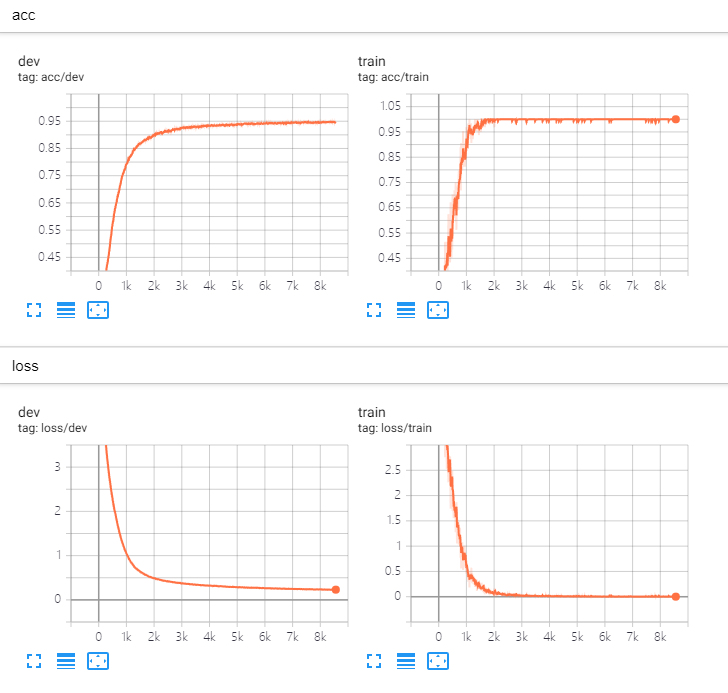 acc
dev
tag: acc/dev
0.95
0.85
0.75
0.65
0.55
0.45
0 1k 2k 3k 4k 5k 6k 7k 8k
train
tag: acc/train
1.05
0.95
0.85
0.75
0.65
0.55
0.45
0 1k 2k 3k 4k 5k 6k 7k 8k
loss
dev
tag: loss/dev
3
2
1
0
0 1k 2k 3k 4k 5k 6k 7k 8k
train
tag: loss/train
2.5
2
1.5
1
0.5
0
0 1k 2k 3k 4k 5k 6k 7k 8k